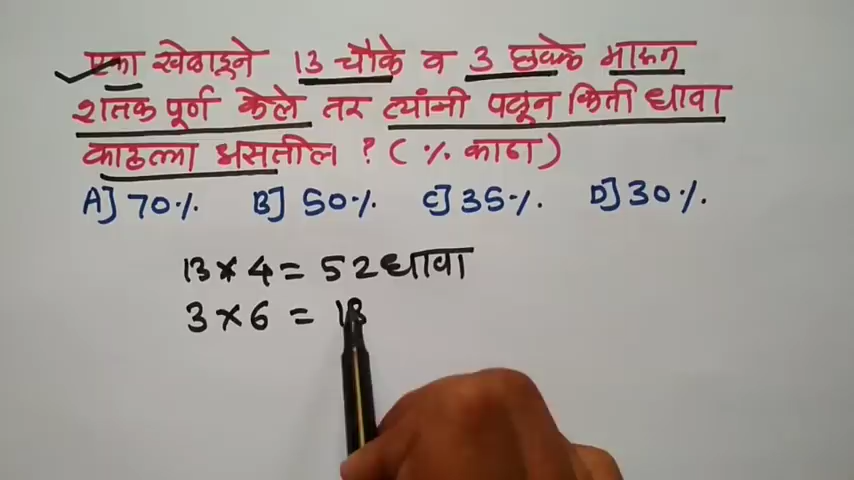 एका खेळाडूने 13 चौके व 3 छक्के मारून
शतक पूर्ण केले तर त्यांनी पळून किती धावा
काढल्या असतील ? ( % काढा )
A] 70% B] 50% C] 35% D] 30%
13 × 4 = 52 धावा
3 × 6 = 18